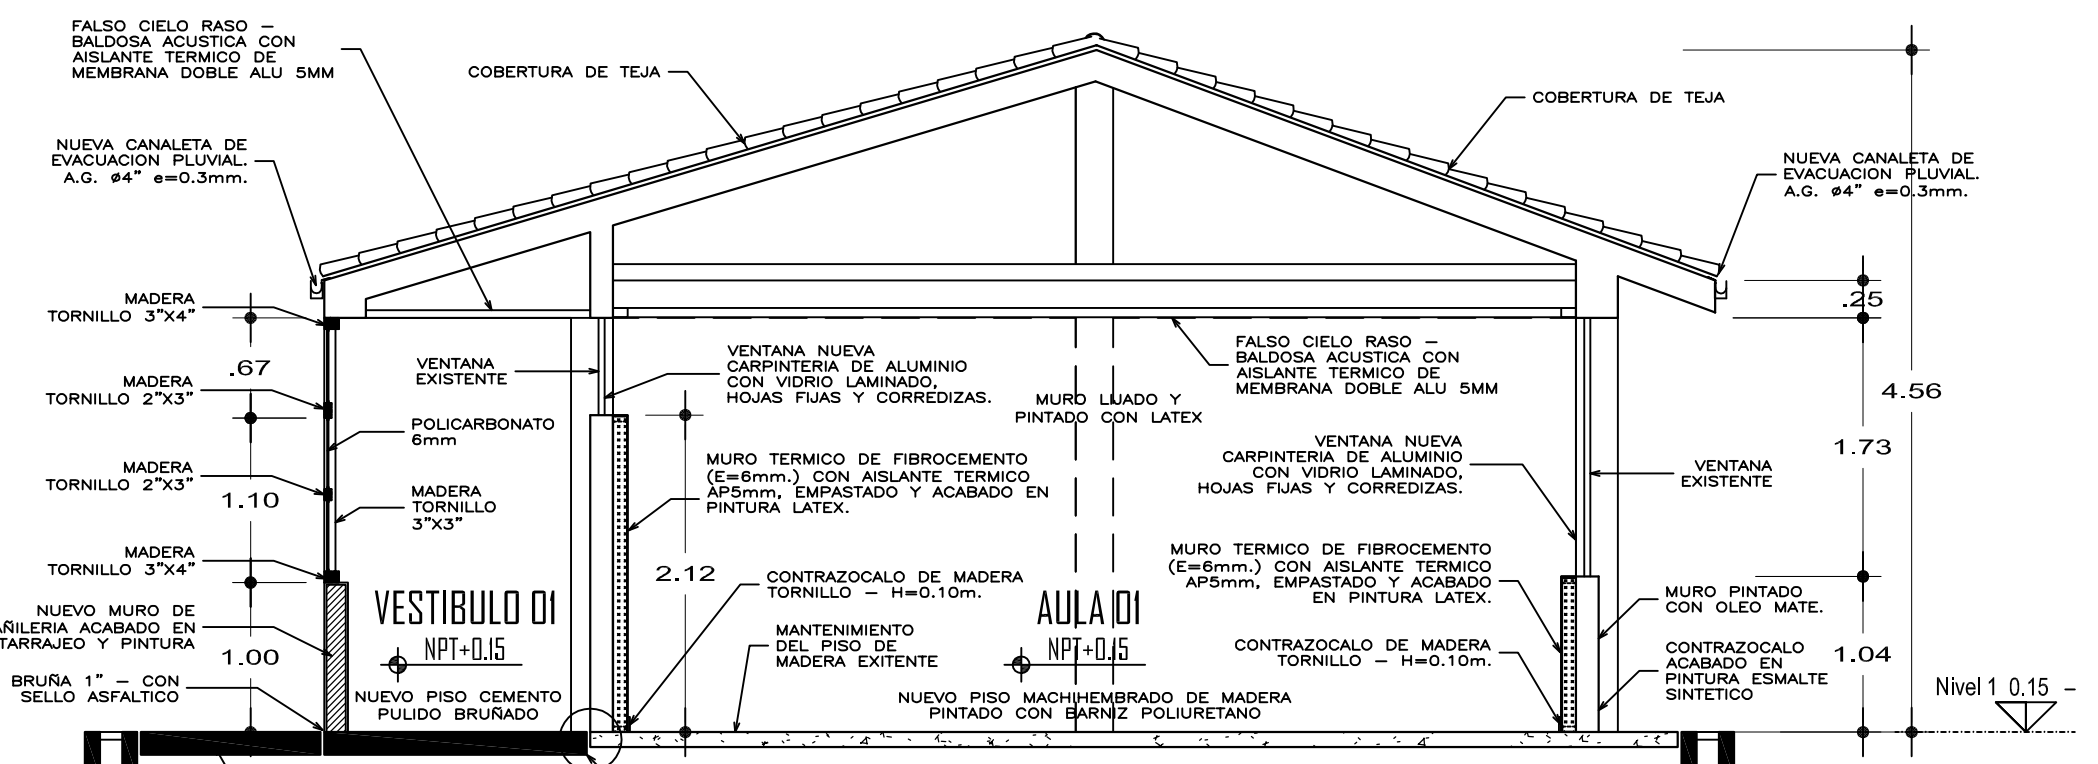 FALSO CIELO RASO –
BALDOSA ACUSTICA CON
AISLANTE TERMICO DE
MEMBRANA DOBLE ALU 5MM
COBERTURA DE TEJA
COBERTURA DE TEJA
NUEVA CANALETA DE
EVACUACION PLUVIAL.
A.G. ø4" e=0.3mm.
NUEVA CANALETA DE
EVACUACION PLUVIAL.
A.G. ø4" e=0.3mm.
MADERA
TORNILLO 3"X4"
.67
MADERA
TORNILLO 2"X3"
MADERA
TORNILLO 2"X3"
1.10
MADERA
TORNILLO 3"X4"
NUEVO MURO DE
AÑILERIA ACABADO EN
TARRAJEO Y PINTURA
1.00
BRUÑA 1" – CON
SELLO ASFALTICO
VENTANA
EXISTENTE
POLICARBONATO
6mm
MADERA
TORNILLO
3"X3"
VESTIBULO 01
NPT+0.15
NUEVO PISO CEMENTO
PULIDO BRUÑADO
VENTANA NUEVA
CARPINTERIA DE ALUMINIO
CON VIDRIO LAMINADO,
HOJAS FIJAS Y CORREDIZAS.
MURO TERMICO DE FIBROCEMENTO
(E=6mm.) CON AISLANTE TERMICO
AP5mm, EMPASTADO Y ACABADO EN
PINTURA LATEX.
2.12
CONTRAZOCALO DE MADERA
TORNILLO – H=0.10m.
MANTENIMIENTO
DEL PISO DE
MADERA EXITENTE
MURO LIJADO Y
PINTADO CON LATEX
AULA 01
NPT+0.15
NUEVO PISO MACHIHEMBRADO DE MADERA
PINTADO CON BARNIZ POLIURETANO
FALSO CIELO RASO –
BALDOSA ACUSTICA CON
AISLANTE TERMICO DE
MEMBRANA DOBLE ALU 5MM
VENTANA NUEVA
CARPINTERIA DE ALUMINIO
CON VIDRIO LAMINADO,
HOJAS FIJAS Y CORREDIZAS.
MURO TERMICO DE FIBROCEMENTO
(E=6mm.) CON AISLANTE TERMICO
AP5mm, EMPASTADO Y ACABADO
EN PINTURA LATEX.
CONTRAZOCALO DE MADERA
TORNILLO – H=0.10m.
VENTANA
EXISTENTE
MURO PINTADO
CON OLEO MATE.
CONTRAZOCALO
ACABADO EN
PINTURA ESMALTE
SINTETICO
.25
1.73
1.04
4.56
Nivel 1 0.15